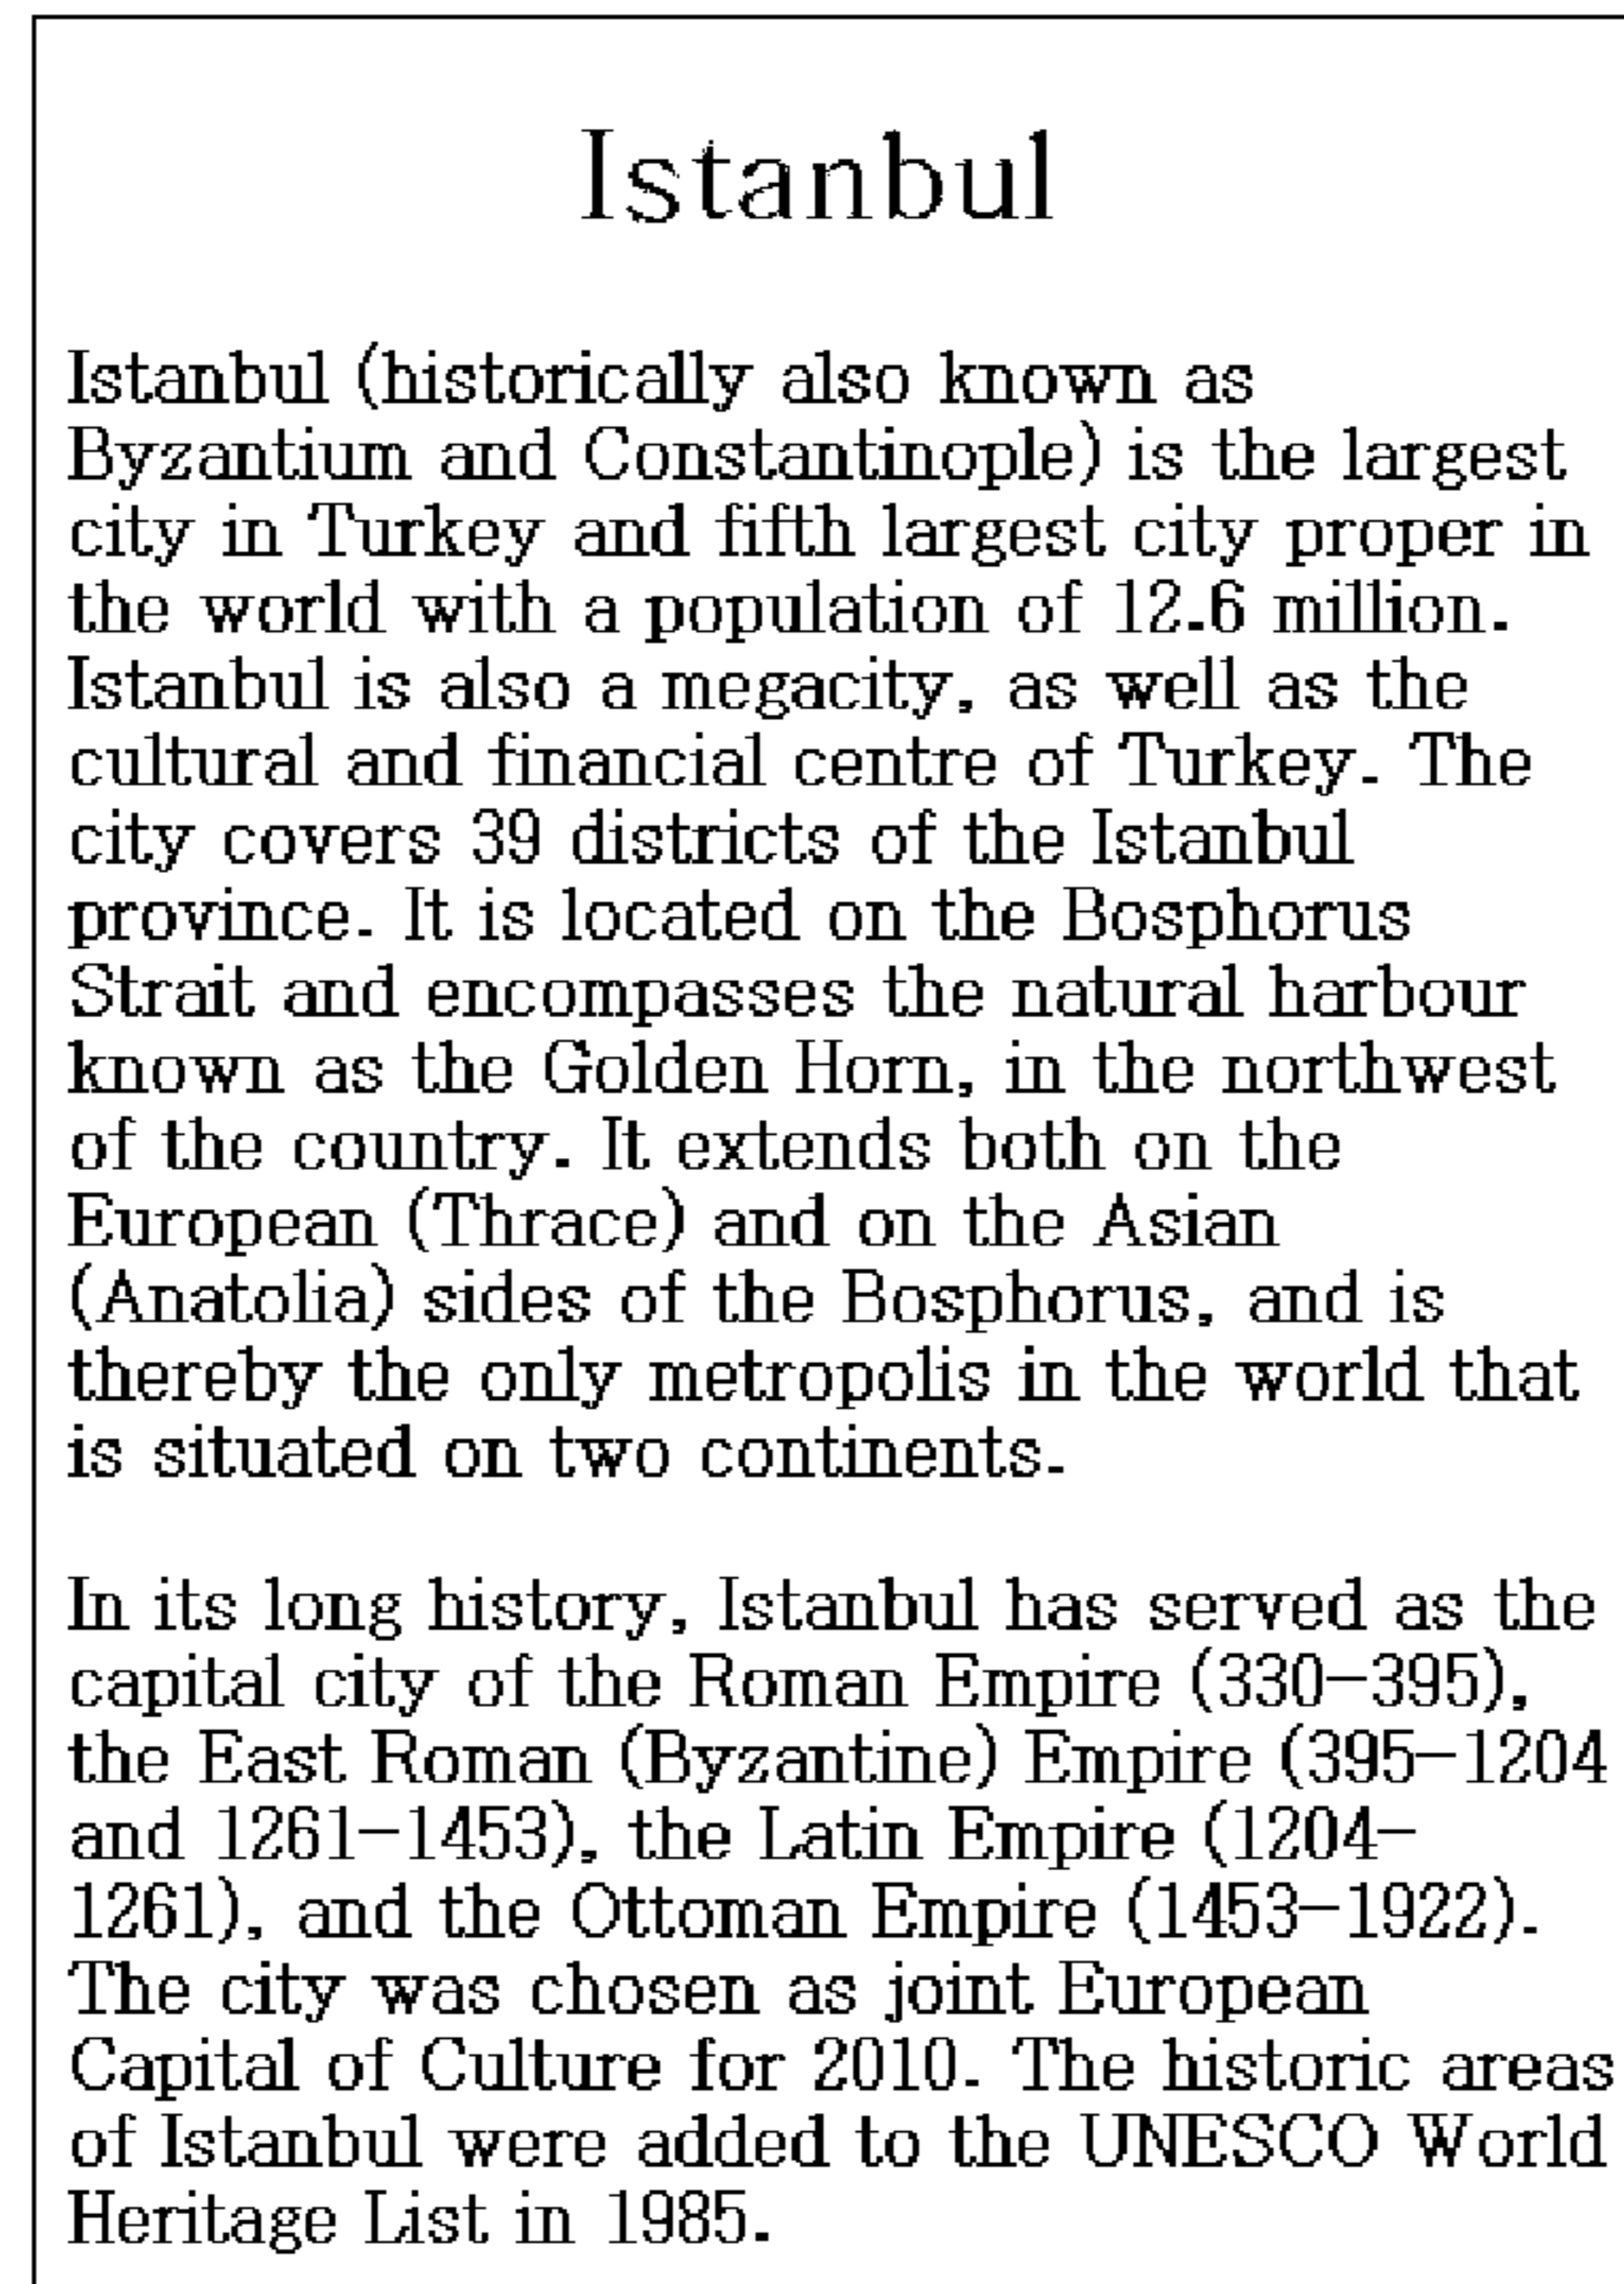 Istanbul
Istanbul (historically also known as
Byzantium and Constantinople) is the largest
city in Turkey and fifth largest city proper in
the world with a population of 12.6 million.
Istanbul is also a megacity, as well as the
cultural and financial centre of Turkey. The
city covers 39 districts of the Istanbul
province. It is located on the Bosphorus
Strait and encompasses the natural harbour
known as the Golden Horn, in the northwest
of the country. It extends both on the
European (Thrace) and on the Asian
(Anatolia) sides of the Bosphorus, and is
thereby the only metropolis in the world that
is situated on two continents.
In its long history, Istanbul has served as the
capital city of the Roman Empire (330–395),
the East Roman (Byzantine) Empire (395–1204
and 1261–1453), the Latin Empire (1204–
1261), and the Ottoman Empire (1453–1922).
The city was chosen as joint European
Capital of Culture for 2010. The historic areas
of Istanbul were added to the UNESCO World
Heritage List in 1985.